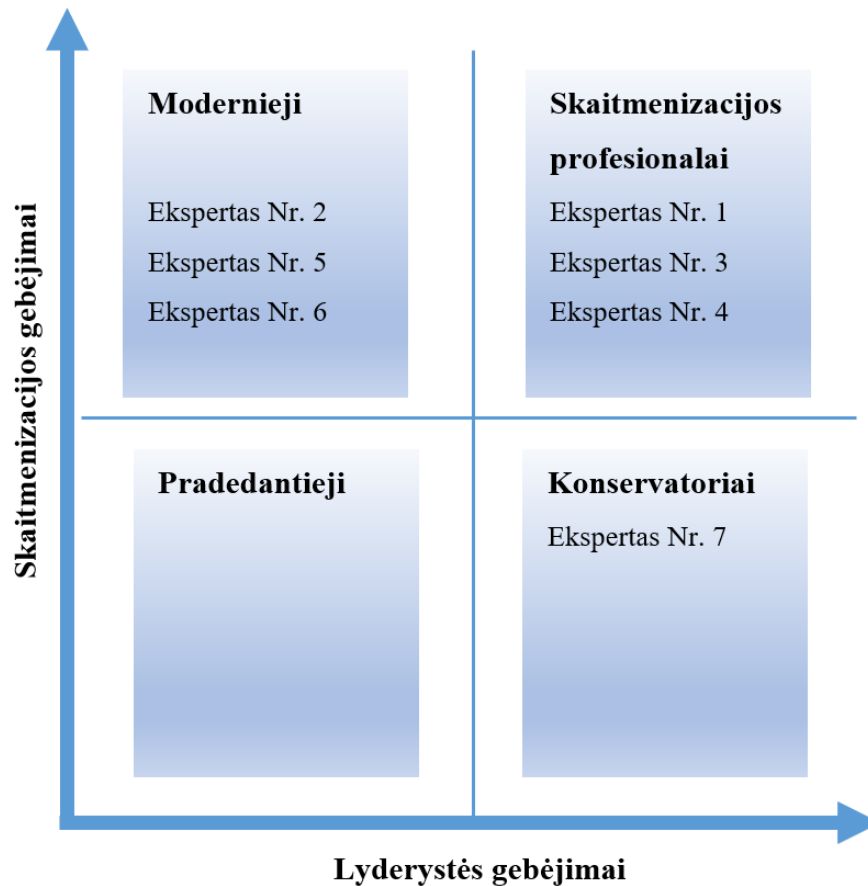 Skaitmenizacijos gebėjimai
Modernieji
Ekspertas Nr. 2
Ekspertas Nr. 5
Ekspertas Nr. 6
Skaitmenizacijos
profesionalai
Ekspertas Nr. 1
Ekspertas Nr. 3
Ekspertas Nr. 4
Pradedantieji
Konservatoriai
Ekspertas Nr. 7
Lyderystės gebėjimai